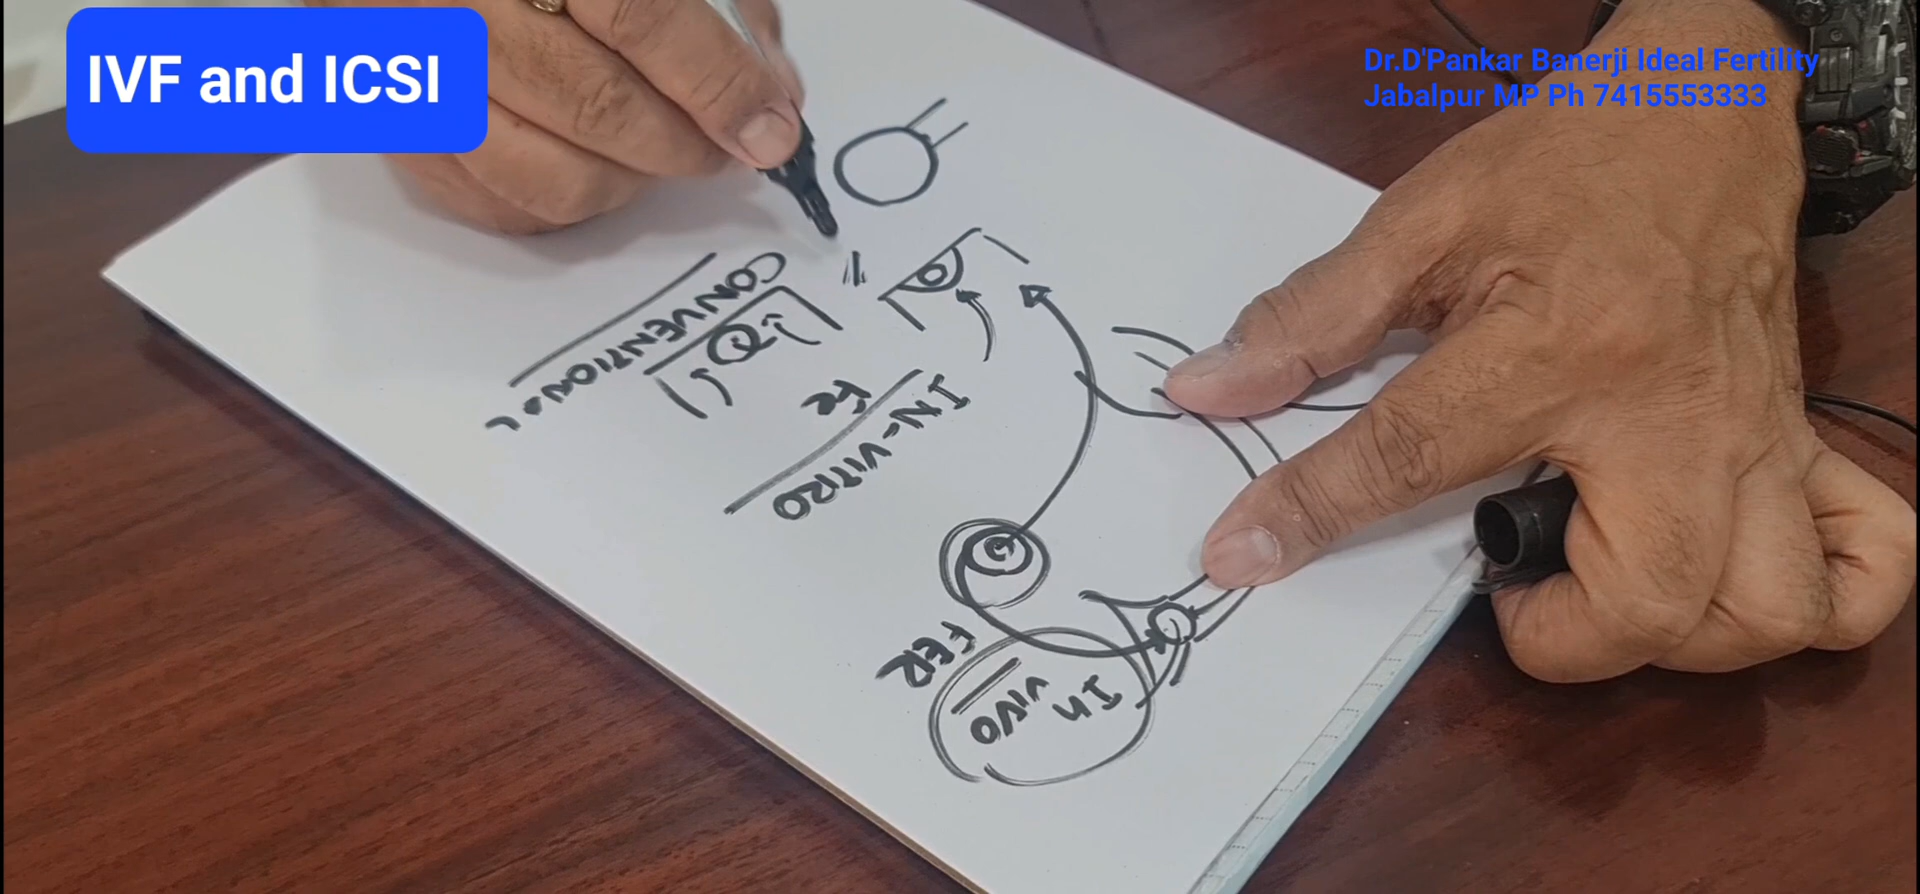 IVF and ICSI
Dr.D'Pankar Banerji Ideal Fertility
Jabalpur MP Ph 7415553333
CONVENTIONAL
IN-VITRO
Fe
FER
In
VIVO